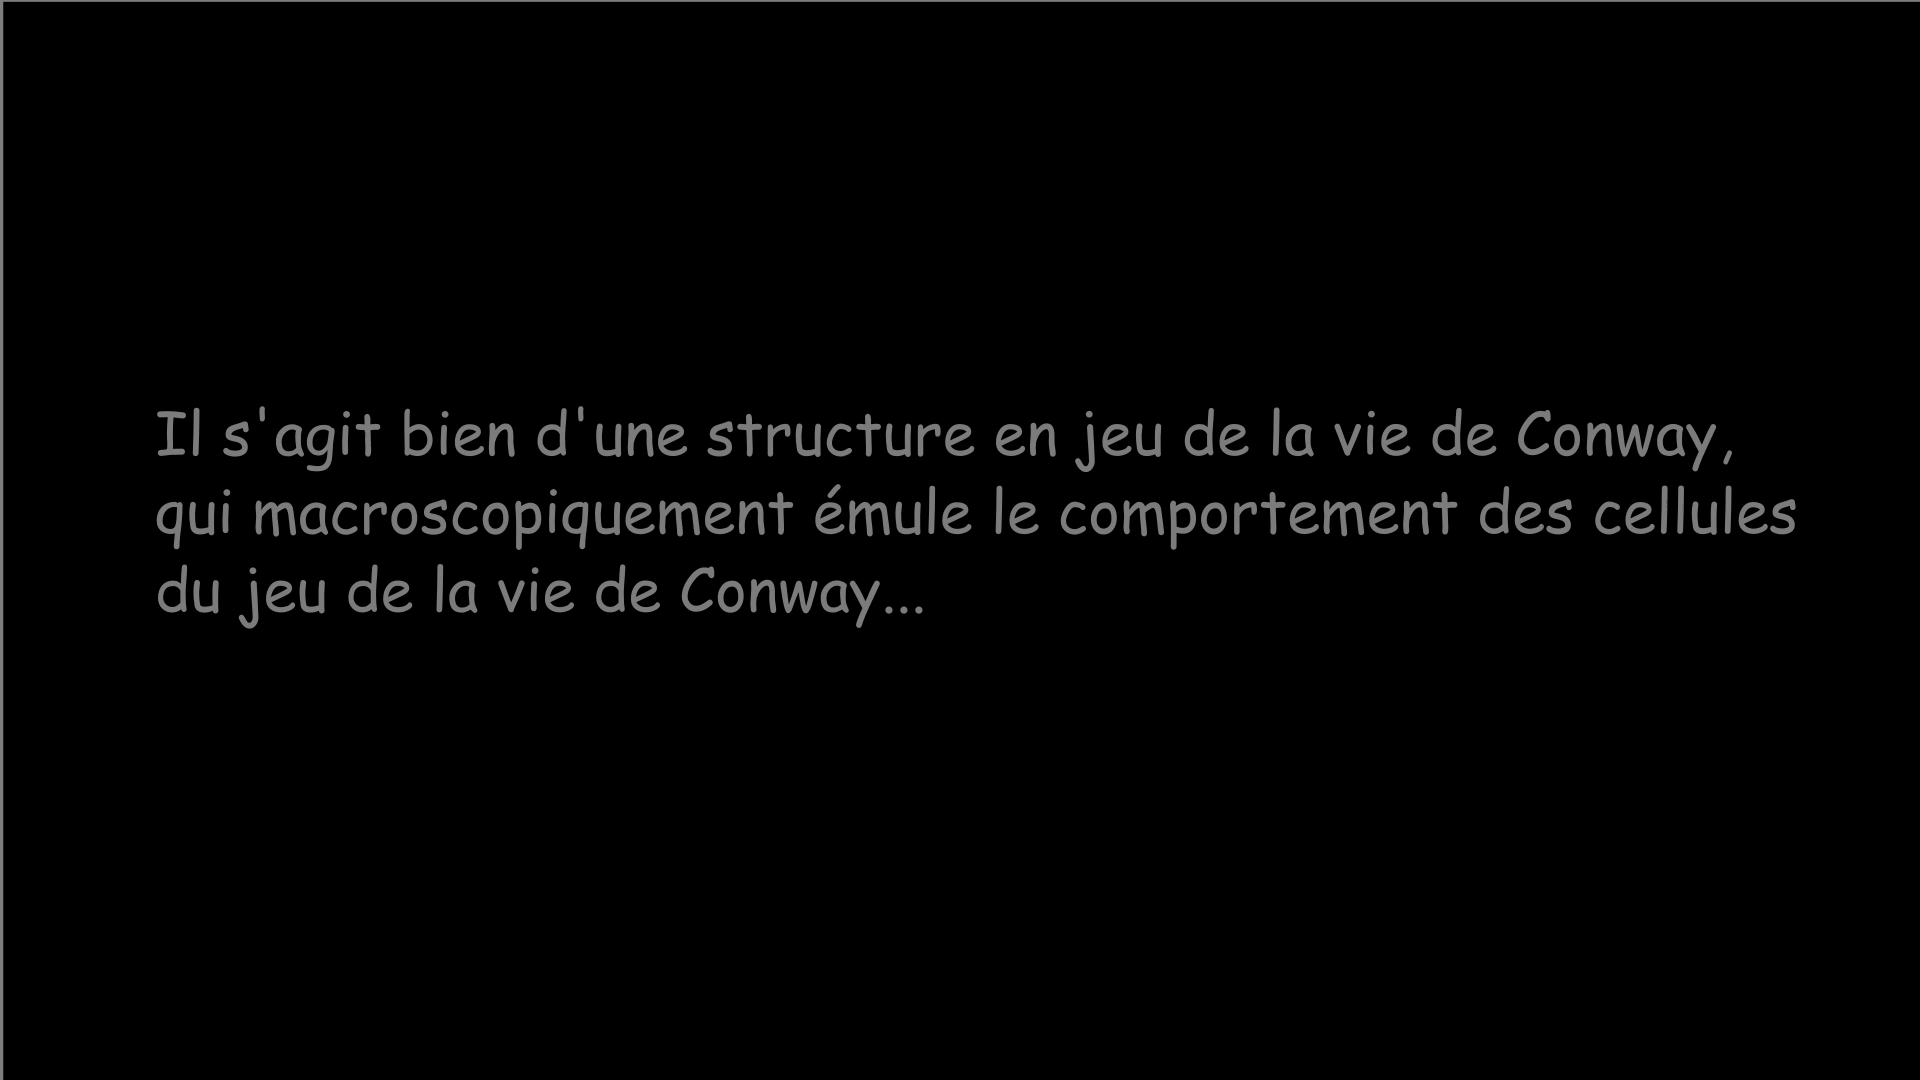 Il s'agit bien d'une structure en jeu de la vie de Conway,
qui macroscopiquement émule le comportement des cellules
du jeu de la vie de Conway...